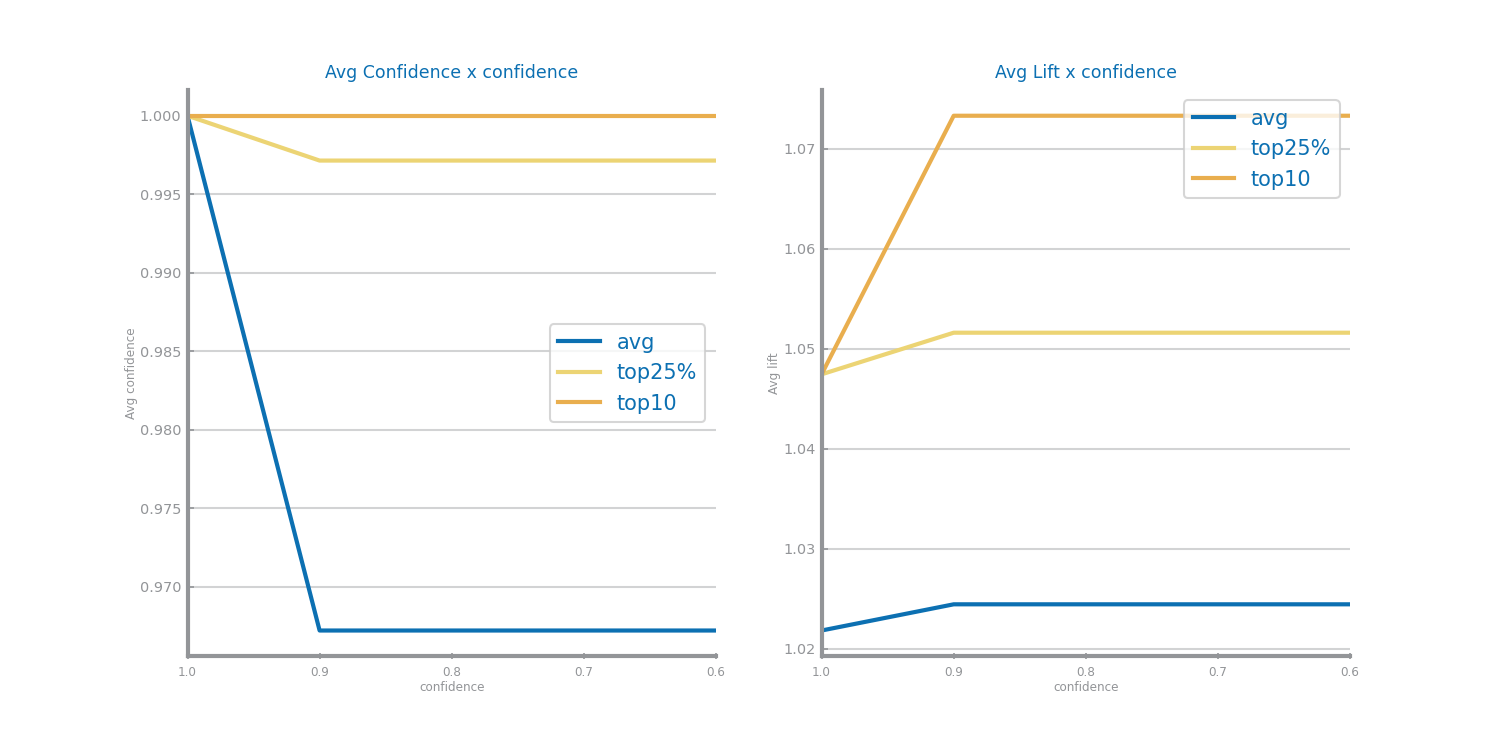 Avg Confidence x confidence
1.000
0.995
0.990
0.985
0.980
0.975
0.970
Avg confidence
avg
top25%
top10
1.0 0.9 0.8 0.7 0.6
confidence
Avg Lift x confidence
1.07
1.06
1.05
1.04
1.03
1.02
Avg lift
avg
top25%
top10
1.0 0.9 0.8 0.7 0.6
confidence